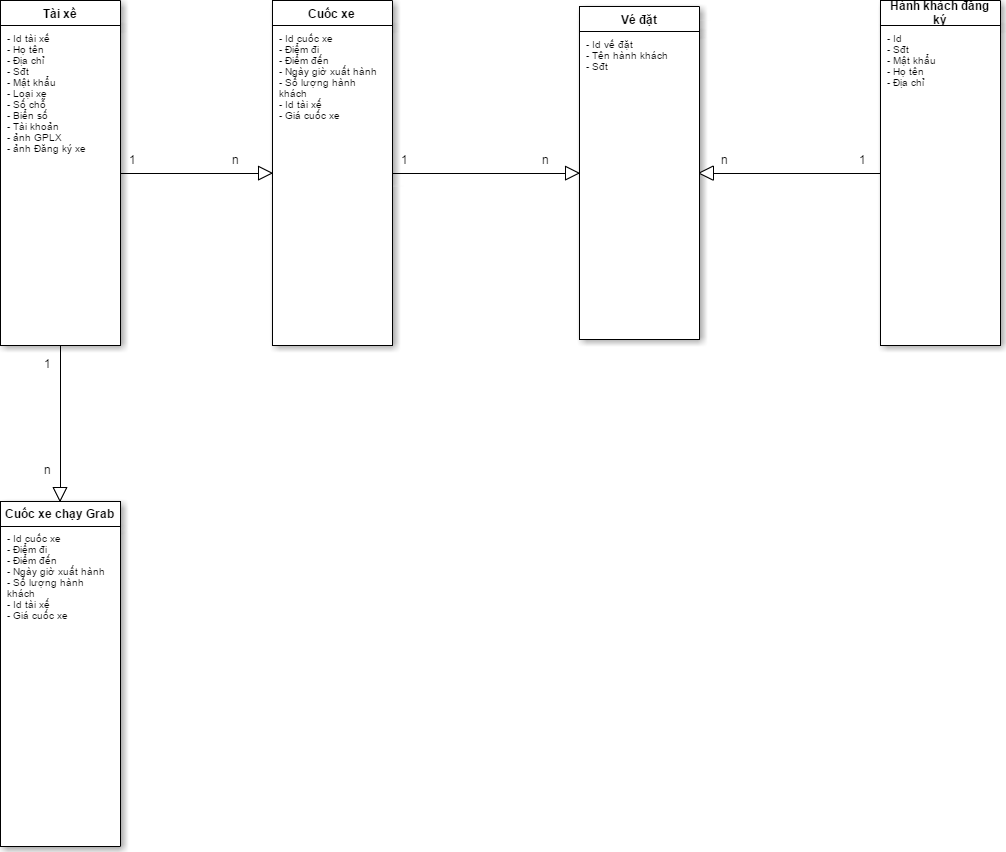 Tài xế
- Id tài xế
- Họ tên
- Địa chỉ
- Sđt
- Mật khẩu
- Loại xe
- Số chỗ
- Biển số
- Tài khoản
- ảnh GPLX
- ảnh Đăng ký xe
1
n
Cuốc xe
- Id cuốc xe
- Điểm đi
- Điểm đến
- Ngày giờ xuất hành
- Số lượng hành
khách
- Id tài xế
- Giá cuốc xe
1
n
Vé đặt
- Id vé đặt
- Tên hành khách
- Sđt
n
1
Hành khách đăng
ký
- Id
- Sđt
- Mật khẩu
- Họ tên
- Địa chỉ
1
n
Cuốc xe chạy Grab
- Id cuốc xe
- Điểm đi
- Điểm đến
- Ngày giờ xuất hành
- Số lượng hành
khách
- Id tài xế
- Giá cuốc xe